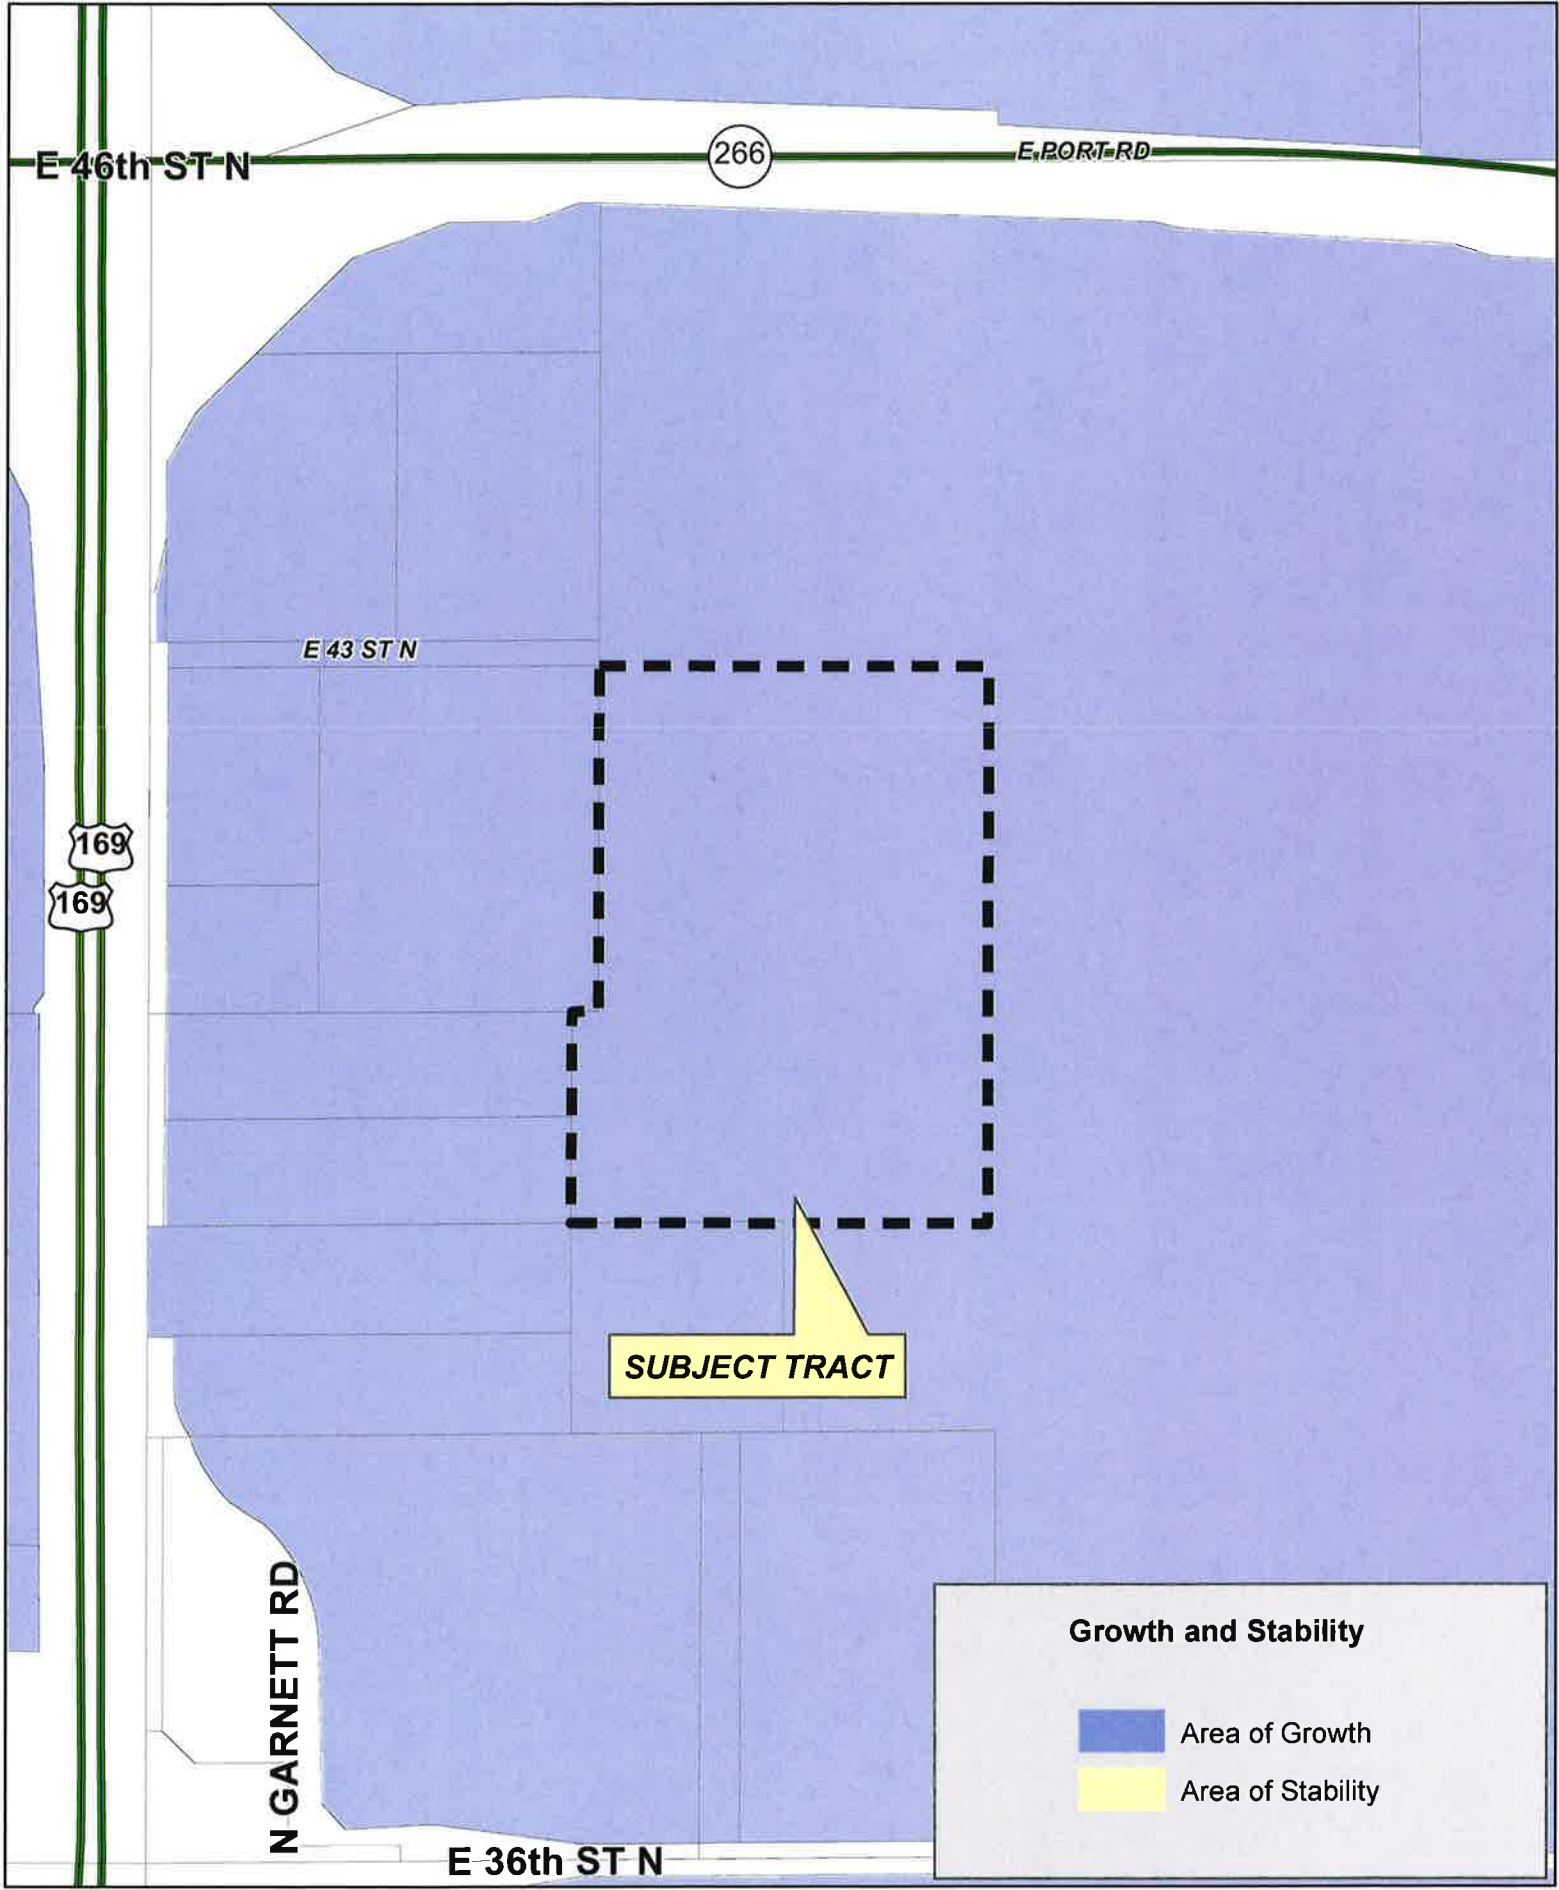 E 46th ST N
266
E PORT RD
E 43 ST N
169
169
SUBJECT TRACT
N GARNETT RD
E 36th ST N
Growth and Stability
Area of Growth
Area of Stability